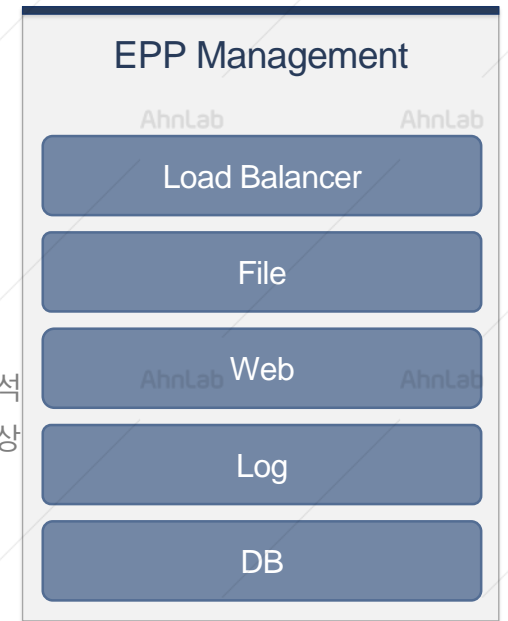 EPP Management
AhnLab AhnLab
Load Balancer
File
석
AhnLab Web AhnLab
상
Log
DB